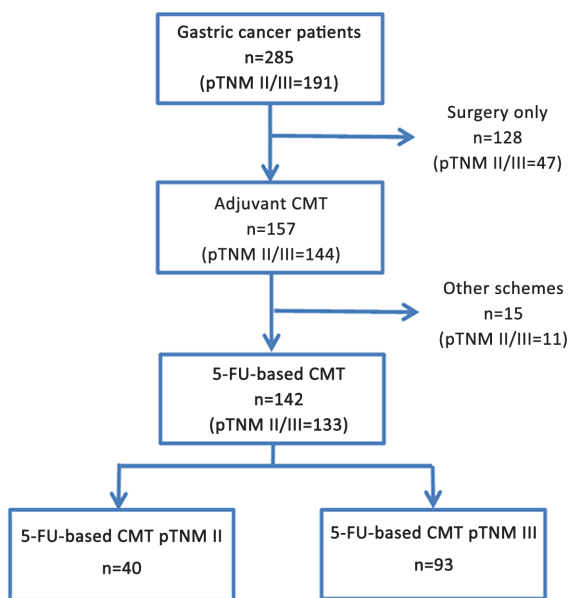 Gastric cancer patients
n=285
(pTNM II/III=191)
Surgery only
n=128
(pTNM II/III=47)
Adjuvant CMT
n=157
(pTNM II/III=144)
Other schemes
n=15
(pTNM II/III=11)
5-FU-based CMT
n=142
(pTNM II/III=133)
5-FU-based CMT pTNM II
n=40
5-FU-based CMT pTNM III
n=93